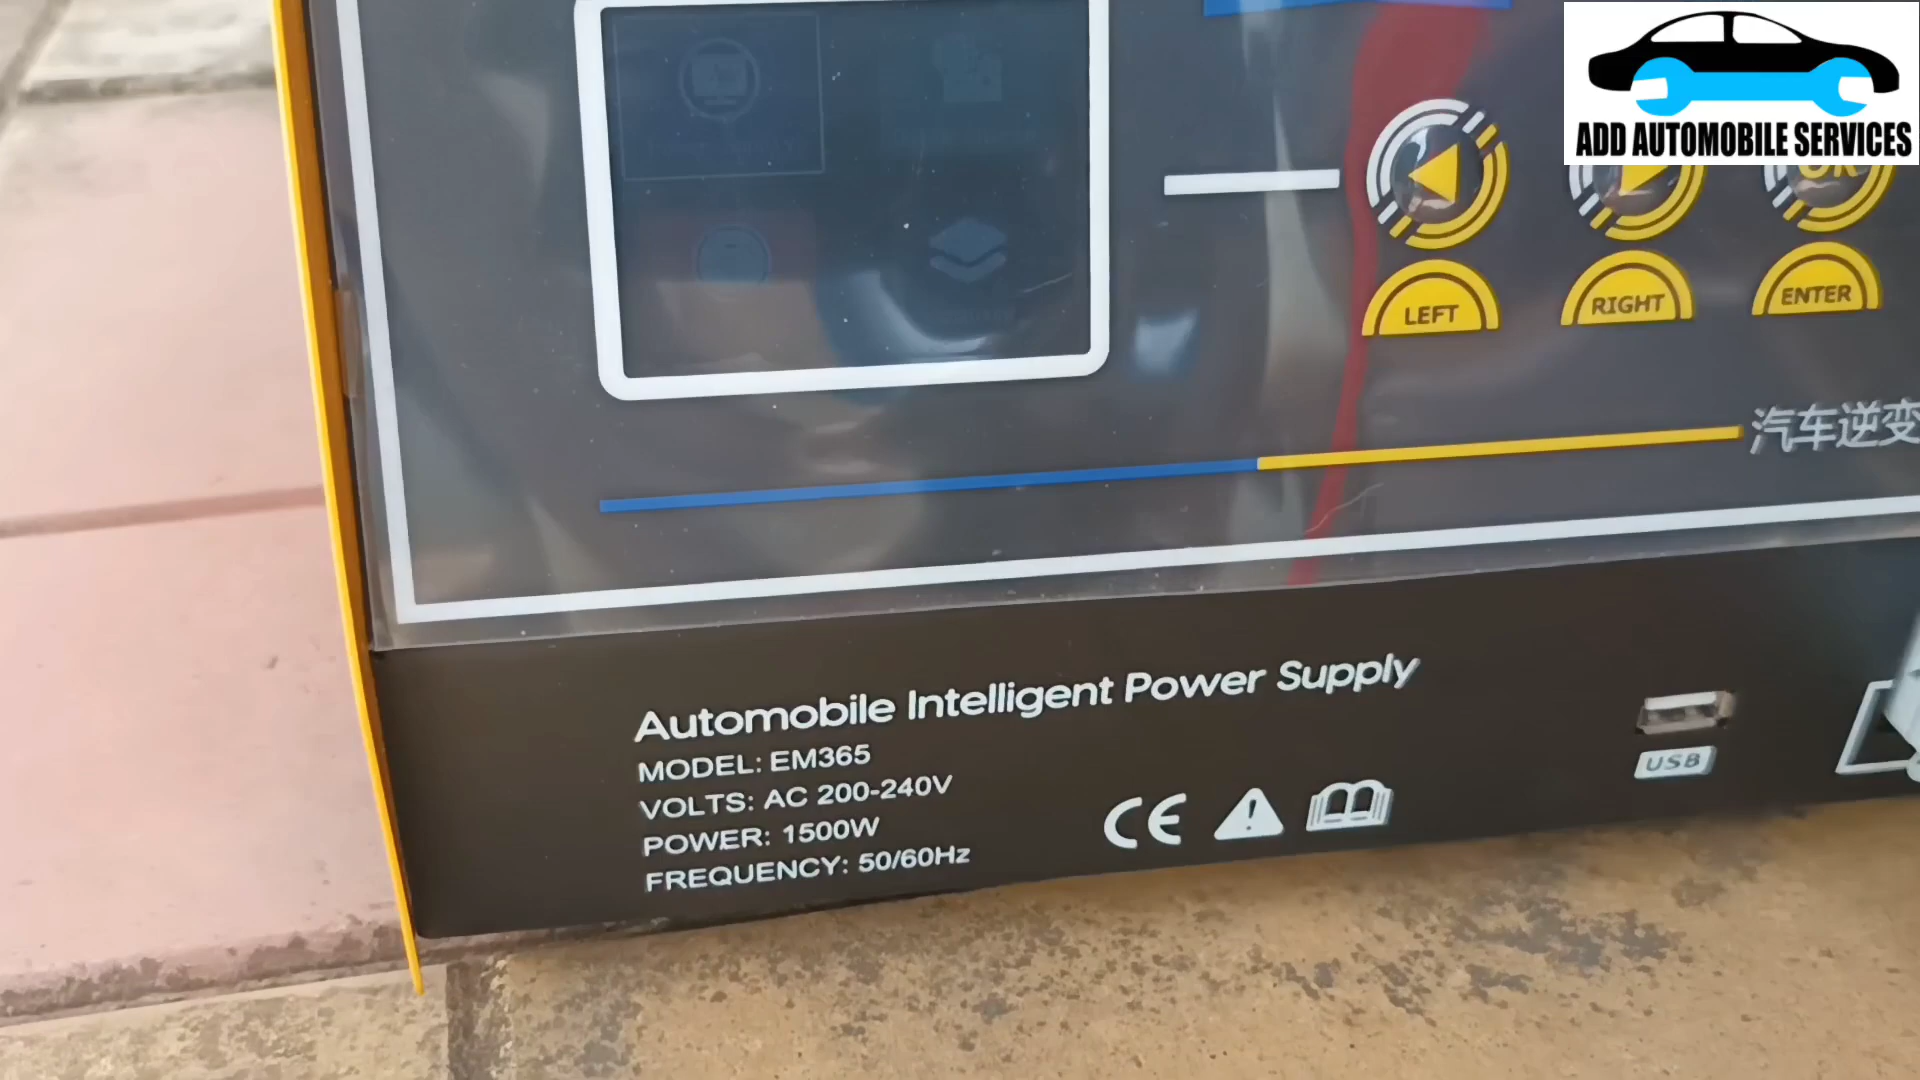 ADD AUTOMOBILE SERVICES
OK
LEFT
RIGHT
ENTER
汽车逆变
Automobile Intelligent Power Supply
MODEL: EM365
VOLTS: AC 200-240V
POWER: 1500W
FREQUENCY: 50/60Hz
CE
USB